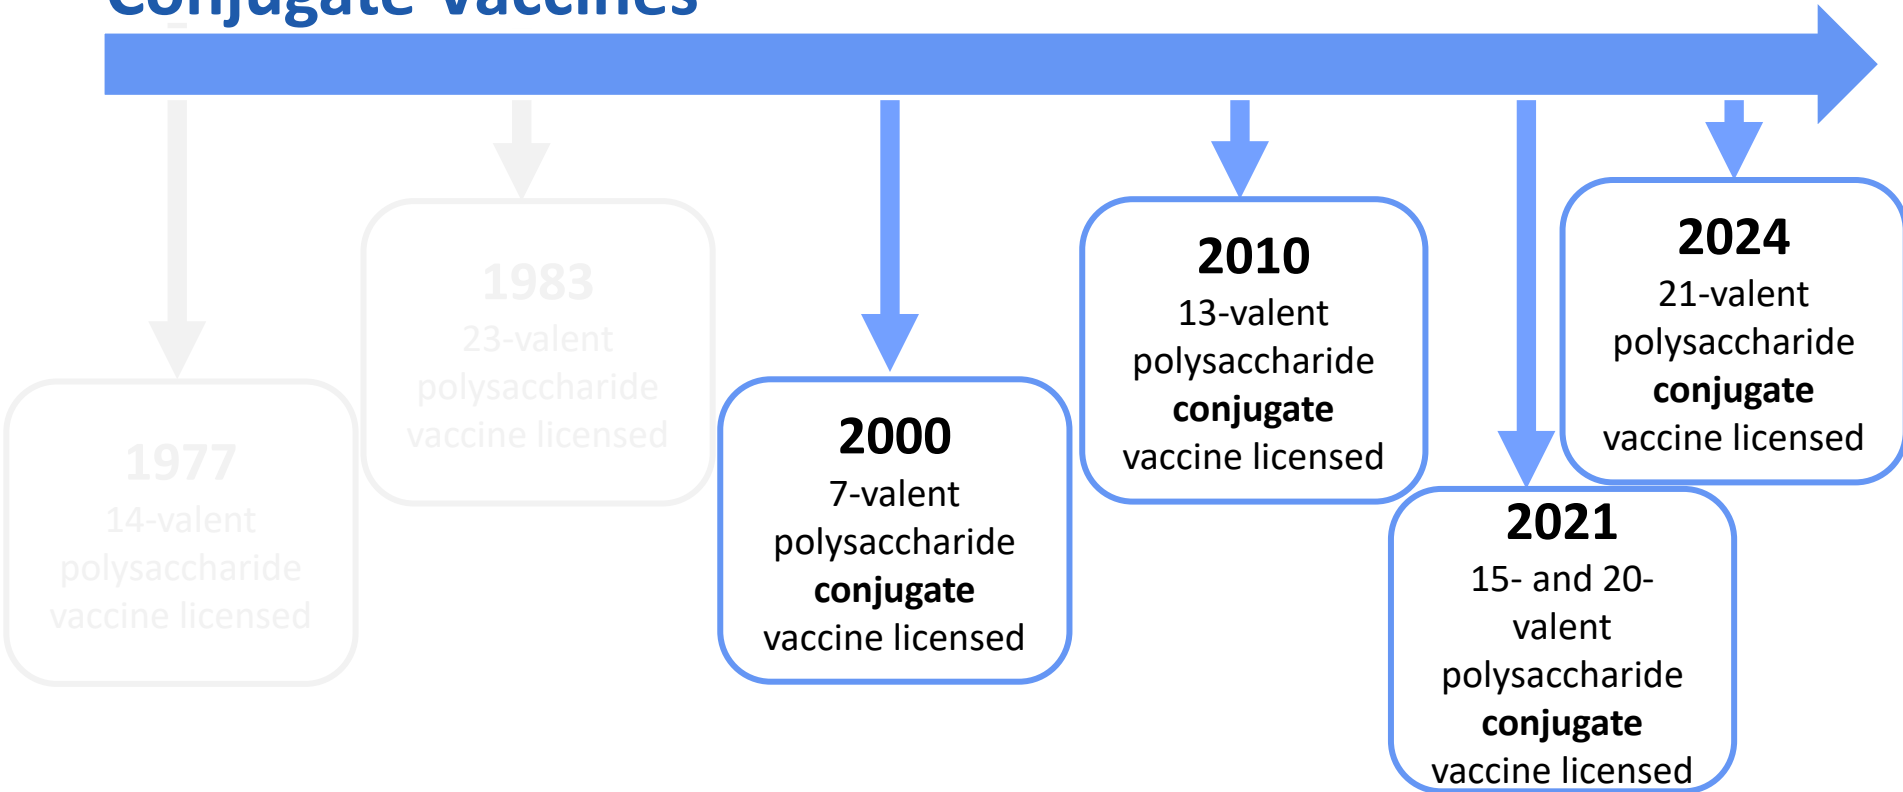 Conjugate Vaccines
1977
14-valent
polysaccharide
vaccine licensed
1983
23-valent
polysaccharide
vaccine licensed
2000
7-valent
polysaccharide
conjugate
vaccine licensed
2010
13-valent
polysaccharide
conjugate
vaccine licensed
2021
15- and 20-
valent
polysaccharide
conjugate
vaccine licensed
2024
21-valent
polysaccharide
conjugate
vaccine licensed